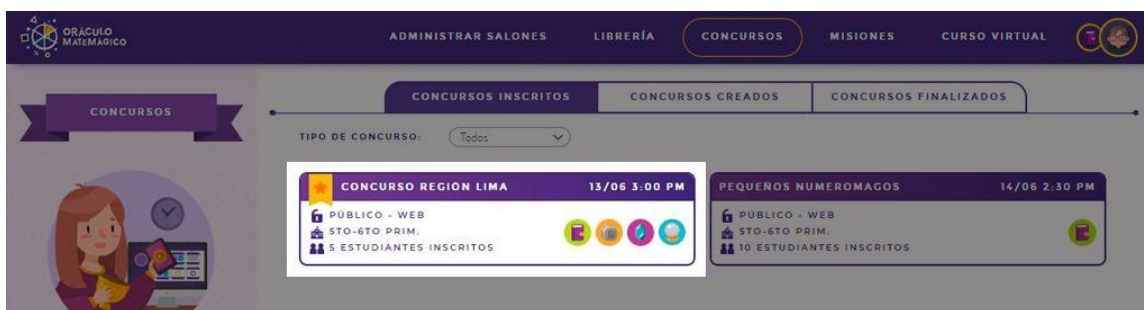 ORÁCULO
MATEMÁGICO
ADMINISTRAR SALONES
LIBRERÍA
CONCURSOS
MISIONES
CURSO VIRTUAL
CONCURSOS
CONCURSOS INSCRITOS
CONCURSOS CREADOS
CONCURSOS FINALIZADOS
TIPO DE CONCURSO:
Todos
CONCURSO REGIÓN LIMA 13/06 3:00 PM
PÚBLICO - WEB
5TO-6TO PRIM.
5 ESTUDIANTES INSCRITOS
PEQUEÑOS NUMEROMAGOS 14/06 2:30 PM
PÚBLICO - WEB
5TO-6TO PRIM.
10 ESTUDIANTES INSCRITOS